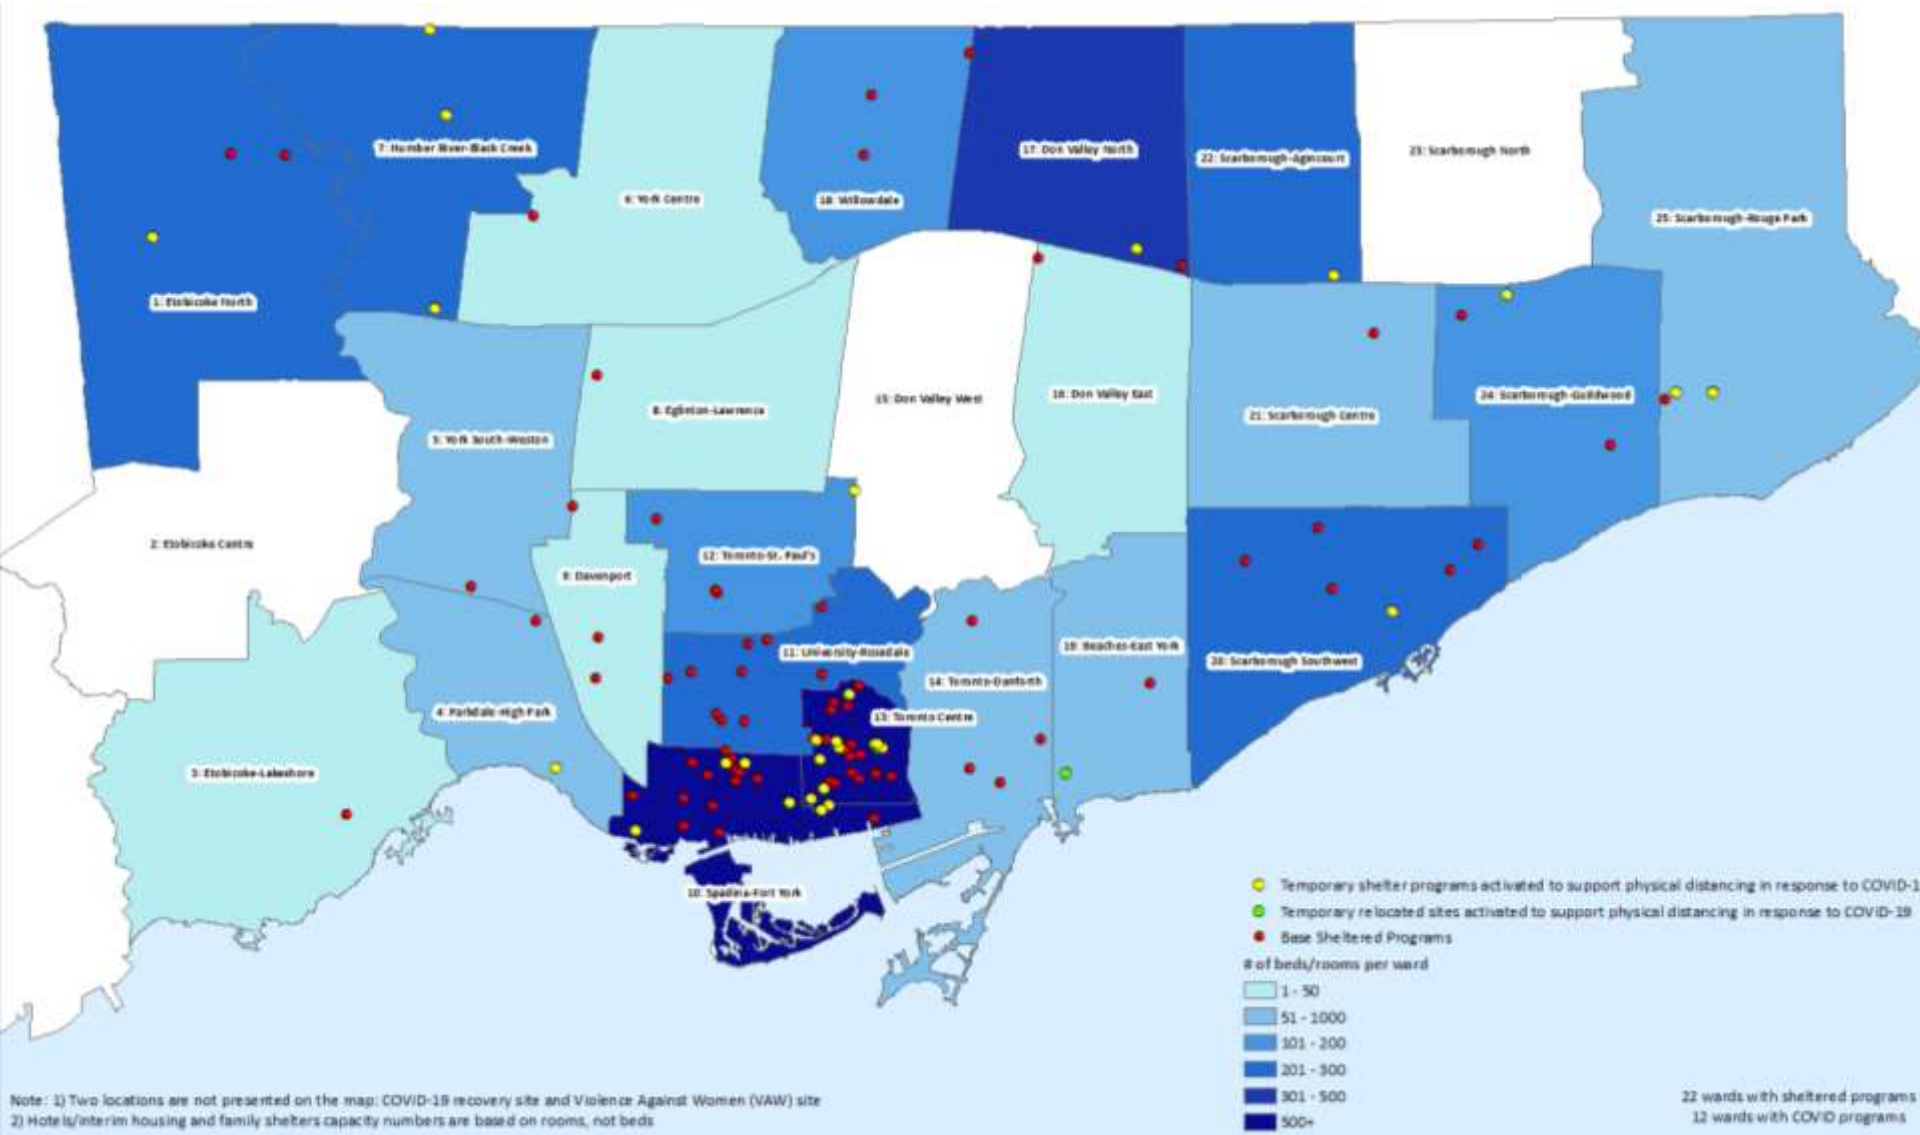 7: Humber River-Black Creek
17: Don Valley North
22: Scarborough-Agincourt
23: Scarborough North
6: York Centre
18: Willowdale
25: Scarborough-Rouge Park
1: Etobicoke North
8: Eglinton-Lawrence
15: Don Valley West
16: Don Valley East
21: Scarborough Centre
24: Scarborough-Guildwood
5: York South-Weston
2: Etobicoke Centre
12: Toronto-St. Paul's
9: Davenport
11: University-Rosedale
19: Beaches-East York
20: Scarborough Southwest
14: Toronto-Danforth
4: Parkdale-High Park
13: Toronto Centre
3: Etobicoke-Lakeshore
10: Spadina-Fort York
Temporary shelter programs activated to support physical distancing in response to COVID-1
Temporary relocated sites activated to support physical distancing in response to COVID-19
Base Sheltered Programs
# of beds/rooms per ward
1 - 50
51 - 1000
101 - 200
201 - 300
301 - 500
500+
Note: 1) Two locations are not presented on the map: COVID-19 recovery site and Violence Against Women (VAW) site
2) Hotels/interim housing and family shelters capacity numbers are based on rooms, not beds
22 wards with sheltered programs
12 wards with COVID programs